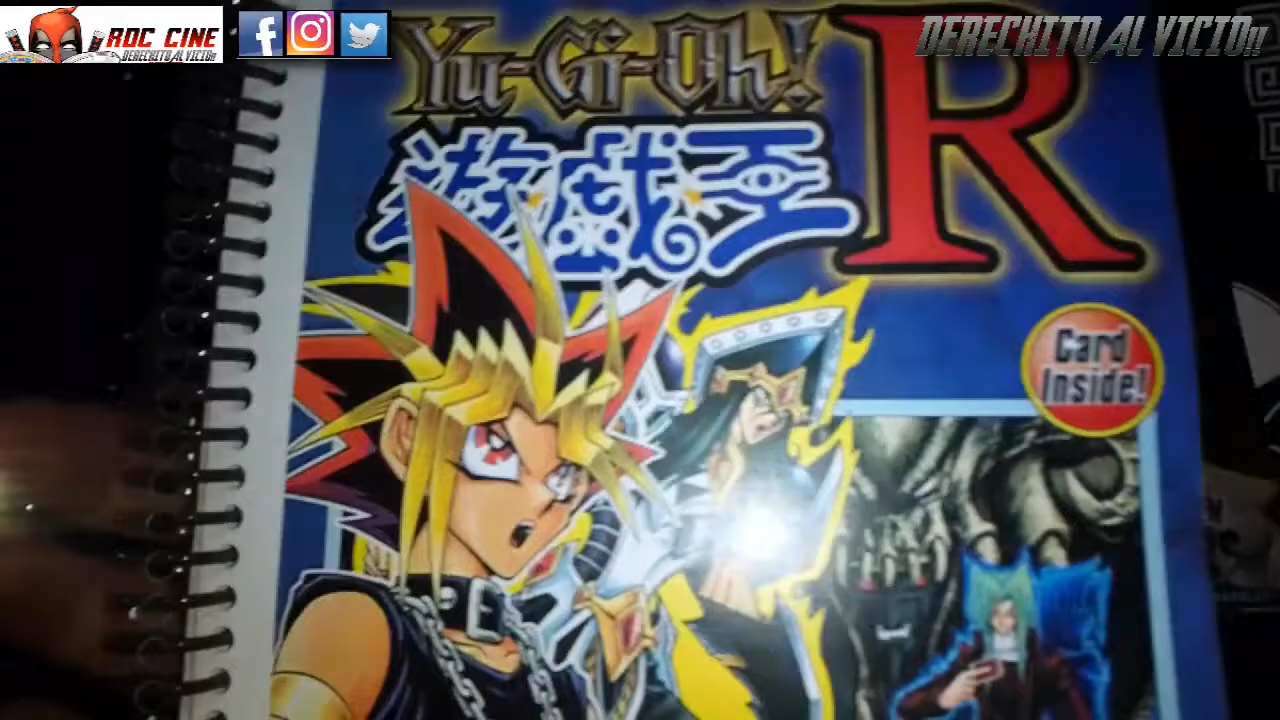 ROC CINE
DERECHITO AL VICIO!!
DERECHITO AL VICIO!!
Yu-Gi-Oh!
遊戯王
R
Card
Inside!